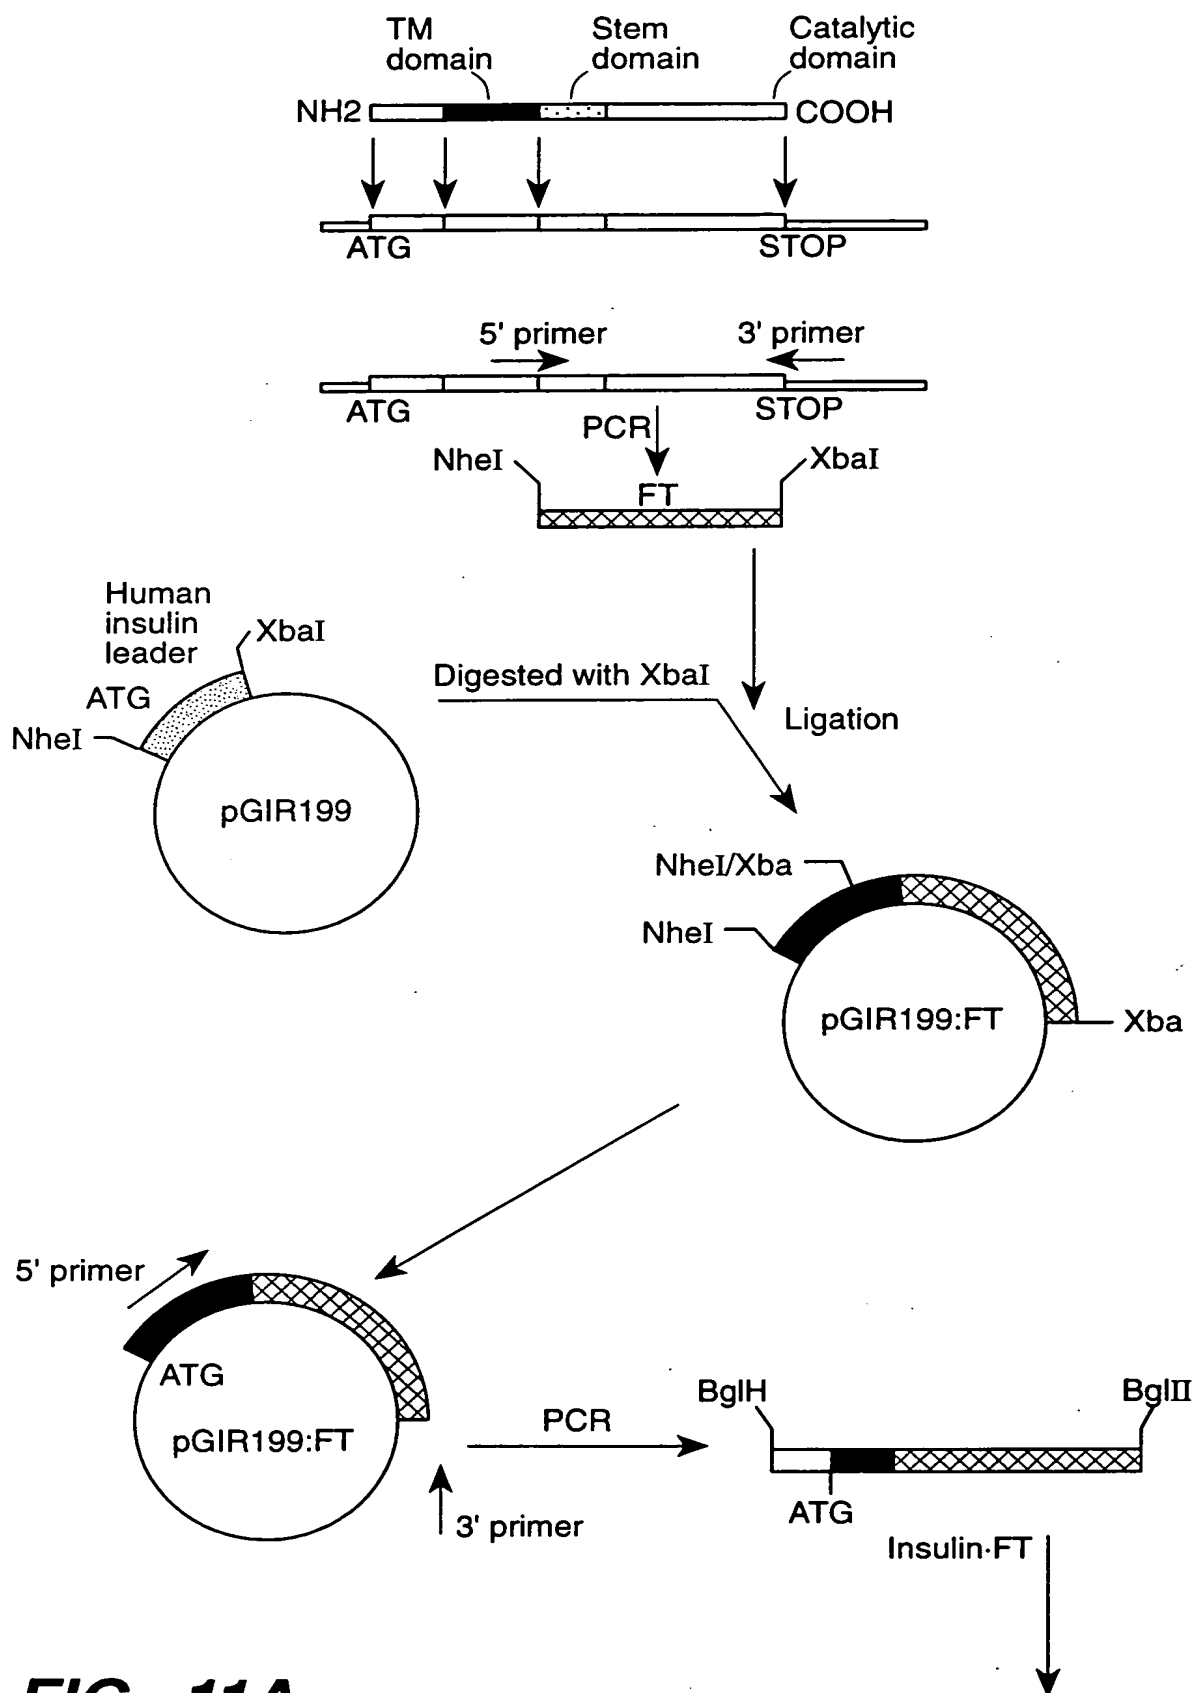 TM
domain
Stem
domain
Catalytic
domain
NH2
COOH
ATG
STOP
5' primer
3' primer
ATG
STOP
PCR
NheI
XbaI
FT
Human
insulin
leader
XbaI
ATG
NheI
Digested with XbaI
Ligation
pGIR199
NheI/Xba
NheI
pGIR199:FT
Xba
5' primer
ATG
pGIR199:FT
PCR
3' primer
BglH
BglII
ATG
Insulin·FT
FIG. 11A